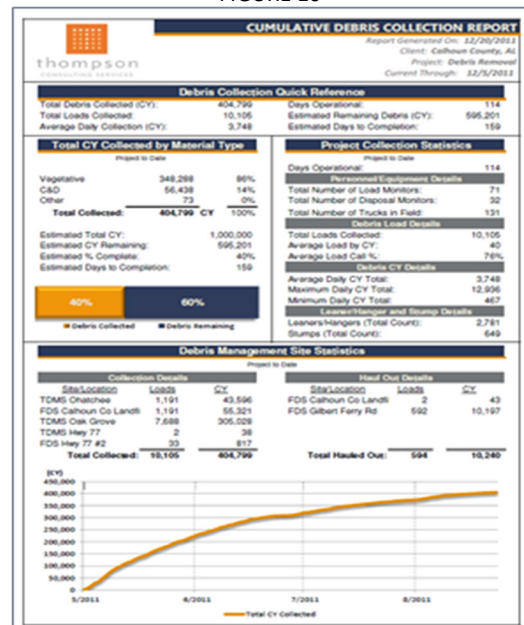 CUMULATIVE DEBRIS COLLECTION REPORT
Report Generated On: 12/20/2011
Client: Calhoun County, AL
Project: Debris Removal
Current Through: 12/5/2011
thompson
CONSULTING SERVICES
Debris Collection Quick Reference
Total Debris Collected (CY): 404,799 Days Operational: 114
Total Loads Collected: 10,105 Estimated Remaining Debris (CY): 595,201
Average Daily Collection (CY): 3,748 Estimated Days to Completion: 159
Total CY Collected by Material Type
Project to Date
Vegetative 348,288 86%
C&D 56,438 14%
Other 73 0%
Total Collected: 404,799 CY 100%
Estimated Total CY: 1,000,000
Estimated CY Remaining: 595,201
Estimated % Complete: 40%
Estimated Days to Completion: 159
40% 60%
Debris Collected Debris Remaining
Project Collection Statistics
Project to Date
Days Operational: 114
Personnel/Equipment Details
Total Number of Load Monitors: 71
Total Number of Disposal Monitors: 32
Total Number of Trucks in Field: 131
Debris Load Details
Total Loads Collected: 10,105
Average Load by CY: 40
Average Load Call %: 76%
Debris CY Details
Average Daily CY Total: 3,748
Maximum Daily CY Total: 12,936
Minimum Daily CY Total: 467
Leaner/Hanger and Stump Details
Leaners/Hangers (Total Count): 2,781
Stumps (Total Count): 649
Debris Management Site Statistics
Project to Date
Collection Details
Site/Location Loads CY
TDMS Ohatchee 1,191 43,596
FDS Calhoun Co Landfi 1,191 55,321
TDMS Oak Grove 7,688 305,028
TDMS Hwy 77 2 38
FDS Hwy 77 #2 33 817
Total Collected: 10,105 404,799
Haul Out Details
Site/Location Loads CY
FDS Calhoun Co Landfi 2 43
FDS Gilbert Ferry Rd 592 10,197
Total Hauled Out: 594 10,240
(CY)
450,000
400,000
350,000
300,000
250,000
200,000
150,000
100,000
50,000
0
5/2011 6/2011 7/2011 8/2011
Total CY Collected